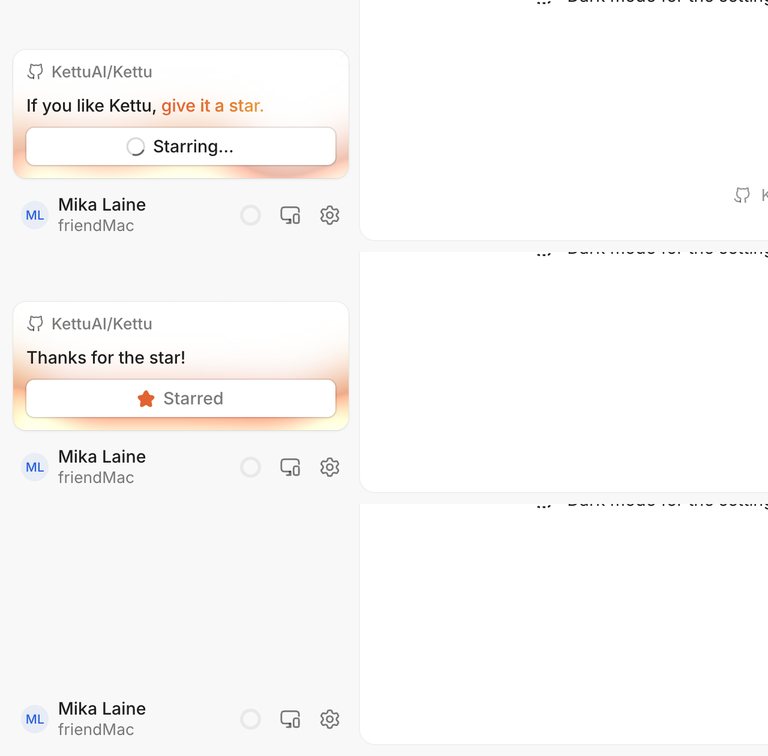 KettuAI/Kettu
If you like Kettu, give it a star.
Starring...
Mika Laine
friendMac
KettuAI/Kettu
Thanks for the star!
Starred
ML
Mika Laine
friendMac
ML
Mika Laine
friendMac
ML